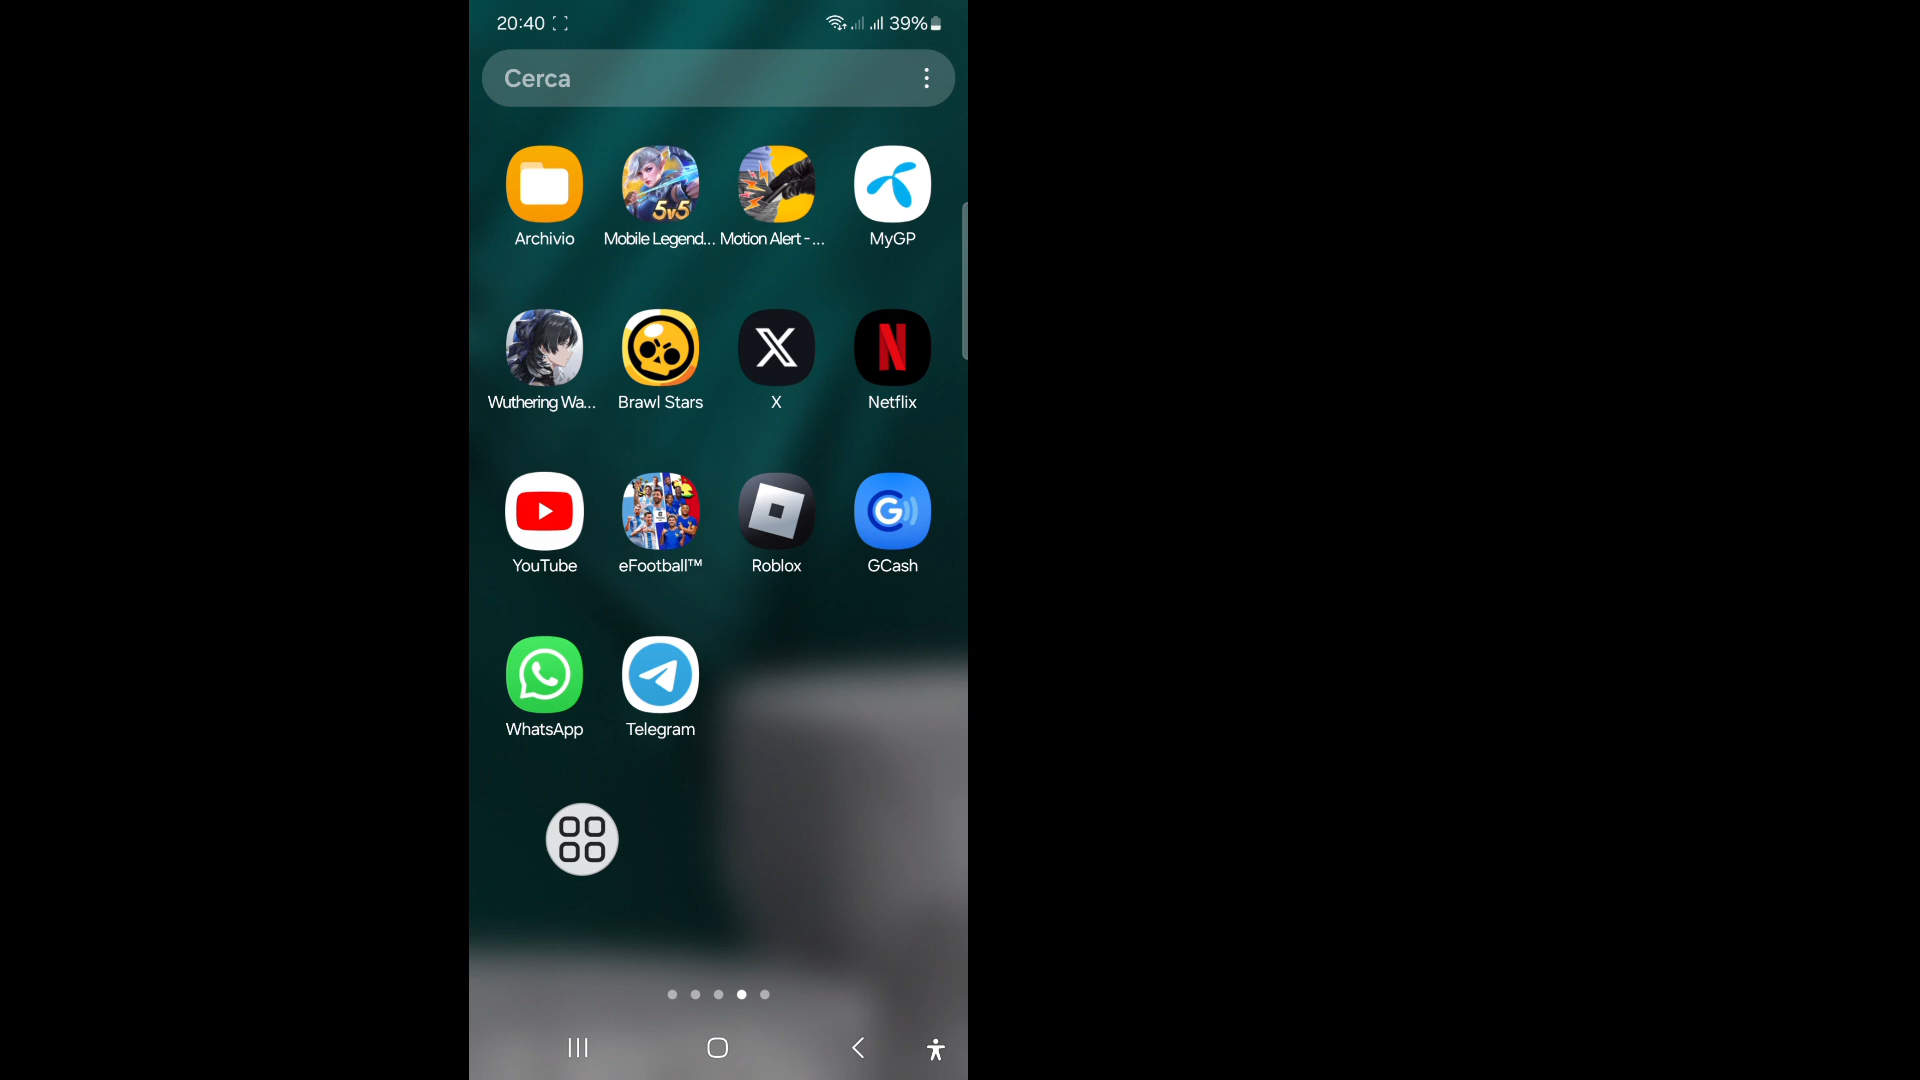 20:40
39%
Cerca
5v5
Archivio
Mobile Legend...
Motion Alert - ...
MyGP
Wuthering Wa...
Brawl Stars
X
Netflix
YouTube
eFootball™
Roblox
GCash
WhatsApp
Telegram